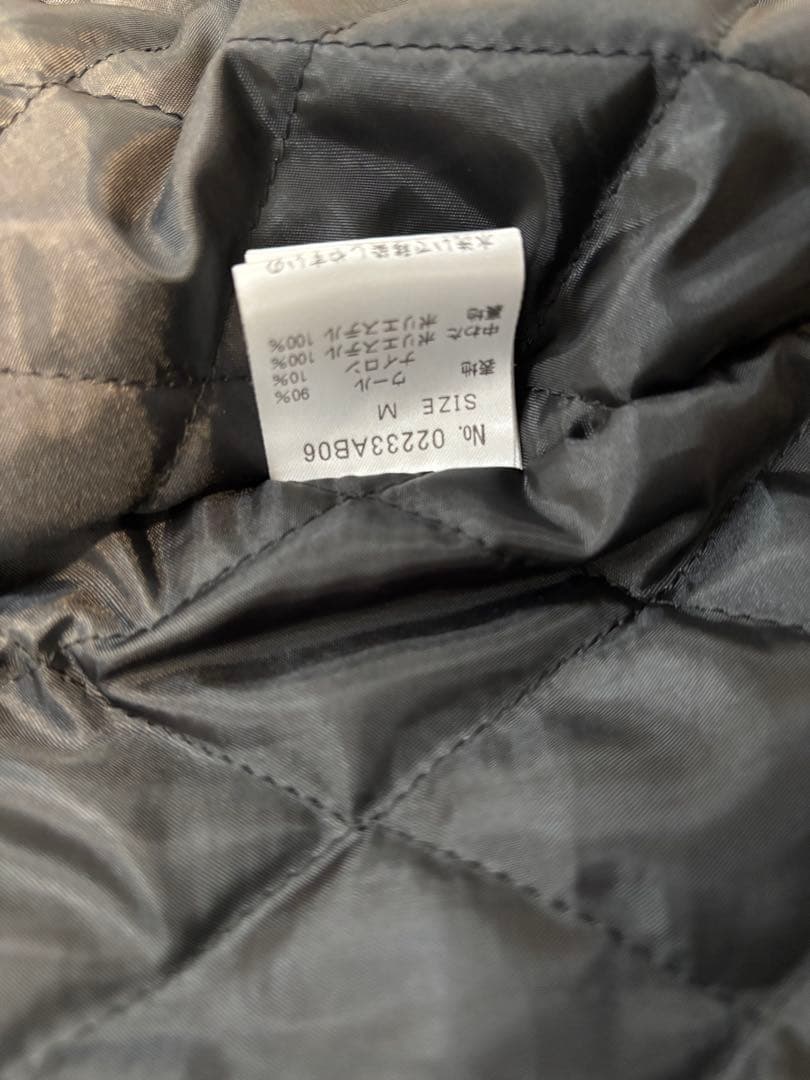 No. 02233AB06
SIZE M
表地 ウール 90%
ナイロン 10%
中わた ポリエステル 100%
裏地 ポリエステル 100%